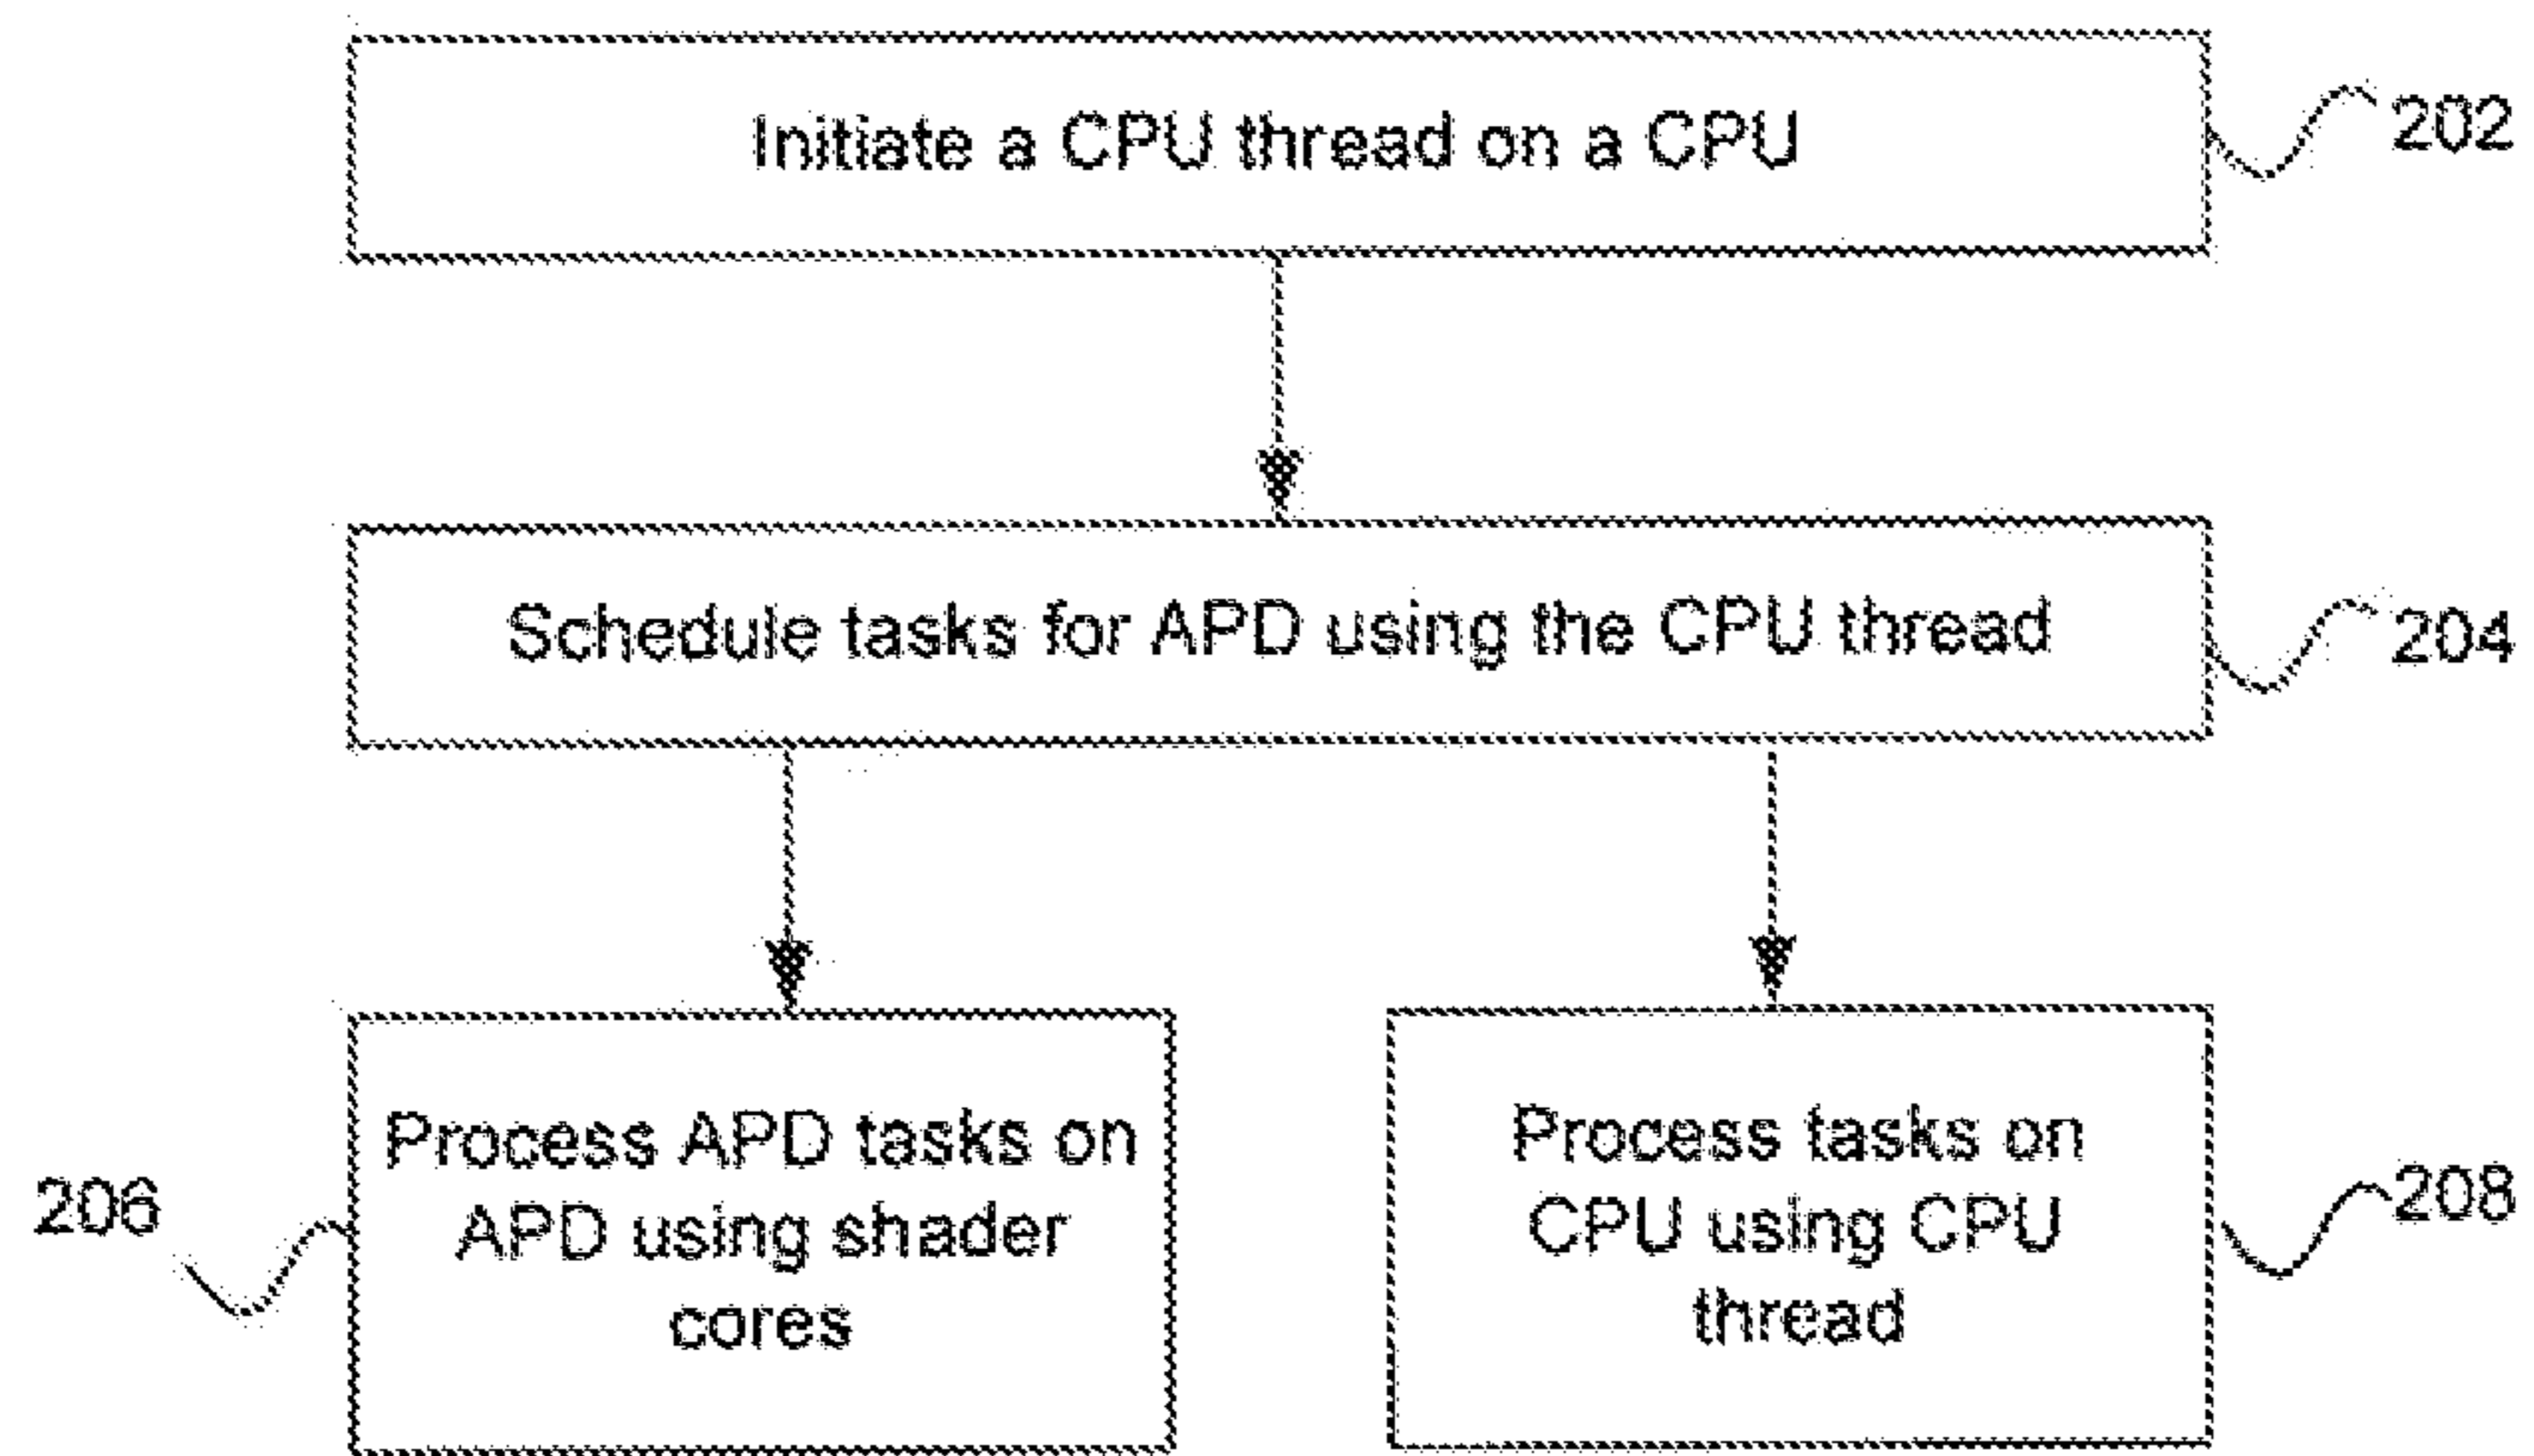 Initiate a CPU thread on a CPU
202
Schedule tasks for APD using the CPU thread
204
Process APD tasks on
APD using shader
cores
206
Process tasks on
CPU using CPU
thread
208